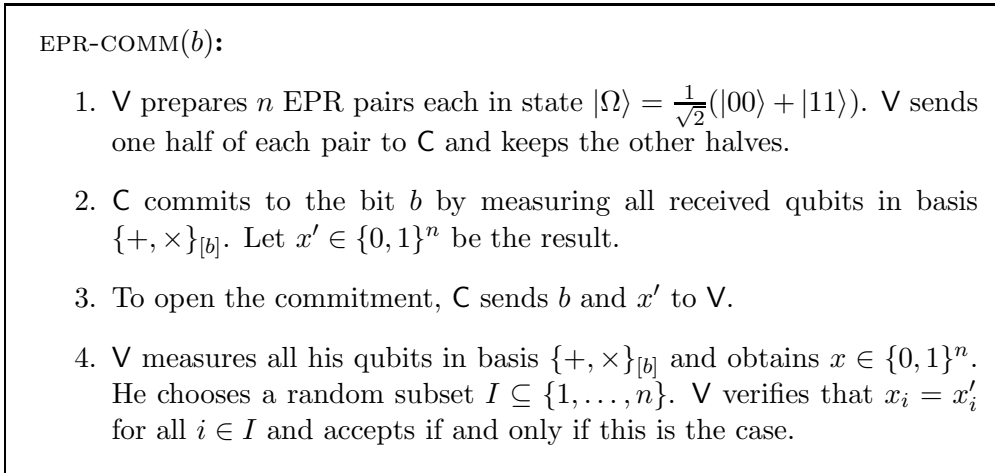 EPR-COMM(b):
1. V prepares n EPR pairs each in state |Ω⟩ = 1/√2(|00⟩ + |11⟩). V sends
one half of each pair to C and keeps the other halves.
2. C commits to the bit b by measuring all received qubits in basis
{+, ×}[b]. Let x′ ∈ {0, 1}ⁿ be the result.
3. To open the commitment, C sends b and x′ to V.
4. V measures all his qubits in basis {+, ×}[b] and obtains x ∈ {0, 1}ⁿ.
He chooses a random subset I ⊆ {1, . . . , n}. V verifies that xᵢ = x′ᵢ
for all i ∈ I and accepts if and only if this is the case.